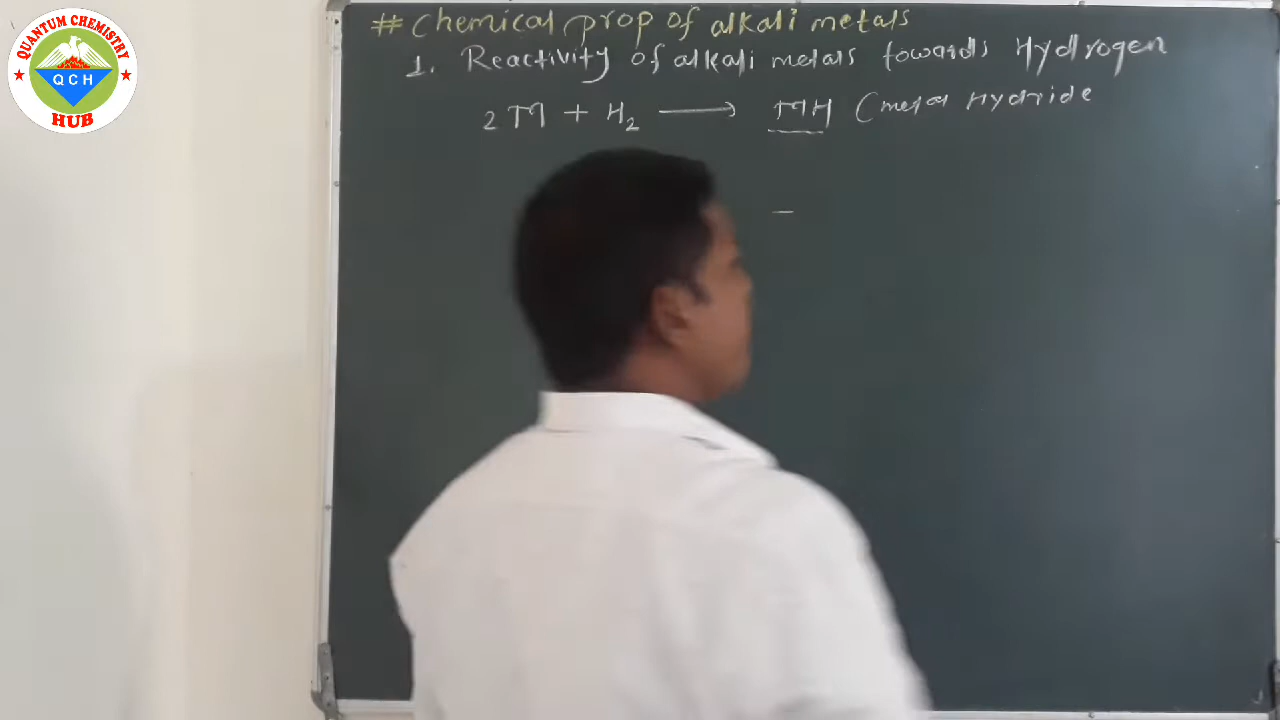 QUANTUM CHEMISTRY
QCH
HUB
# Chemical prop of alkali metals
1. Reactivity of alkali metals towards Hydrogen
2M + H₂ ⟶ MH (metal Hydride